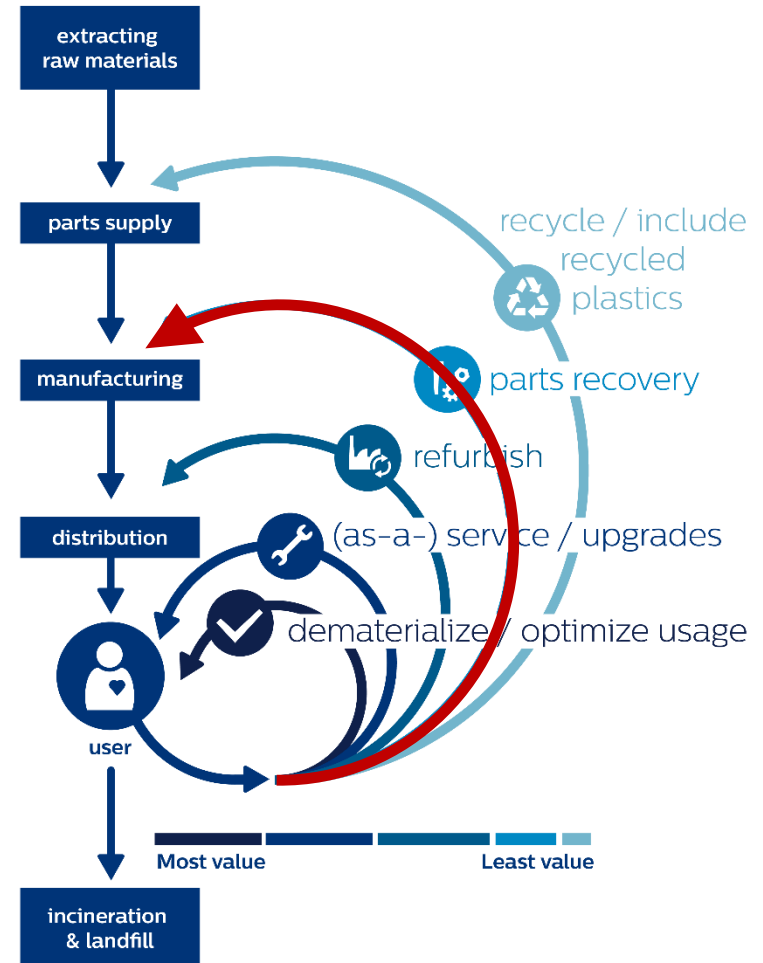 extracting
raw materials
parts supply
recycle / include
recycled
plastics
manufacturing
parts recovery
refurbish
distribution
(as-a-) service / upgrades
dematerialize / optimize usage
user
Most value
Least value
incineration
& landfill